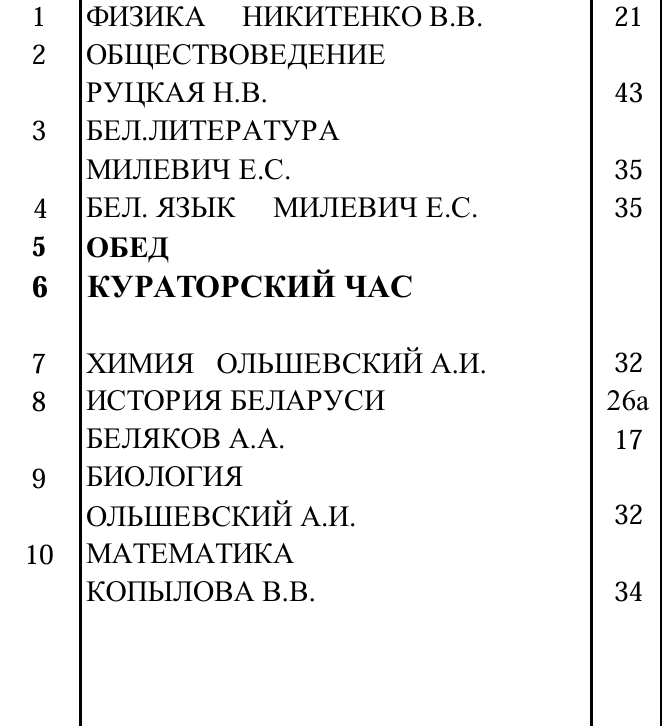 1 ФИЗИКА НИКИТЕНКО В.В. 21
2 ОБЩЕСТВОВЕДЕНИЕ
РУЦКАЯ Н.В. 43
3 БЕЛ.ЛИТЕРАТУРА
МИЛЕВИЧ Е.С. 35
4 БЕЛ. ЯЗЫК МИЛЕВИЧ Е.С. 35
5 ОБЕД
6 КУРАТОРСКИЙ ЧАС
7 ХИМИЯ ОЛЬШЕВСКИЙ А.И. 32
8 ИСТОРИЯ БЕЛАРУСИ 26а
БЕЛЯКОВ А.А. 17
9 БИОЛОГИЯ
ОЛЬШЕВСКИЙ А.И. 32
10 МАТЕМАТИКА
КОПЫЛОВА В.В. 34